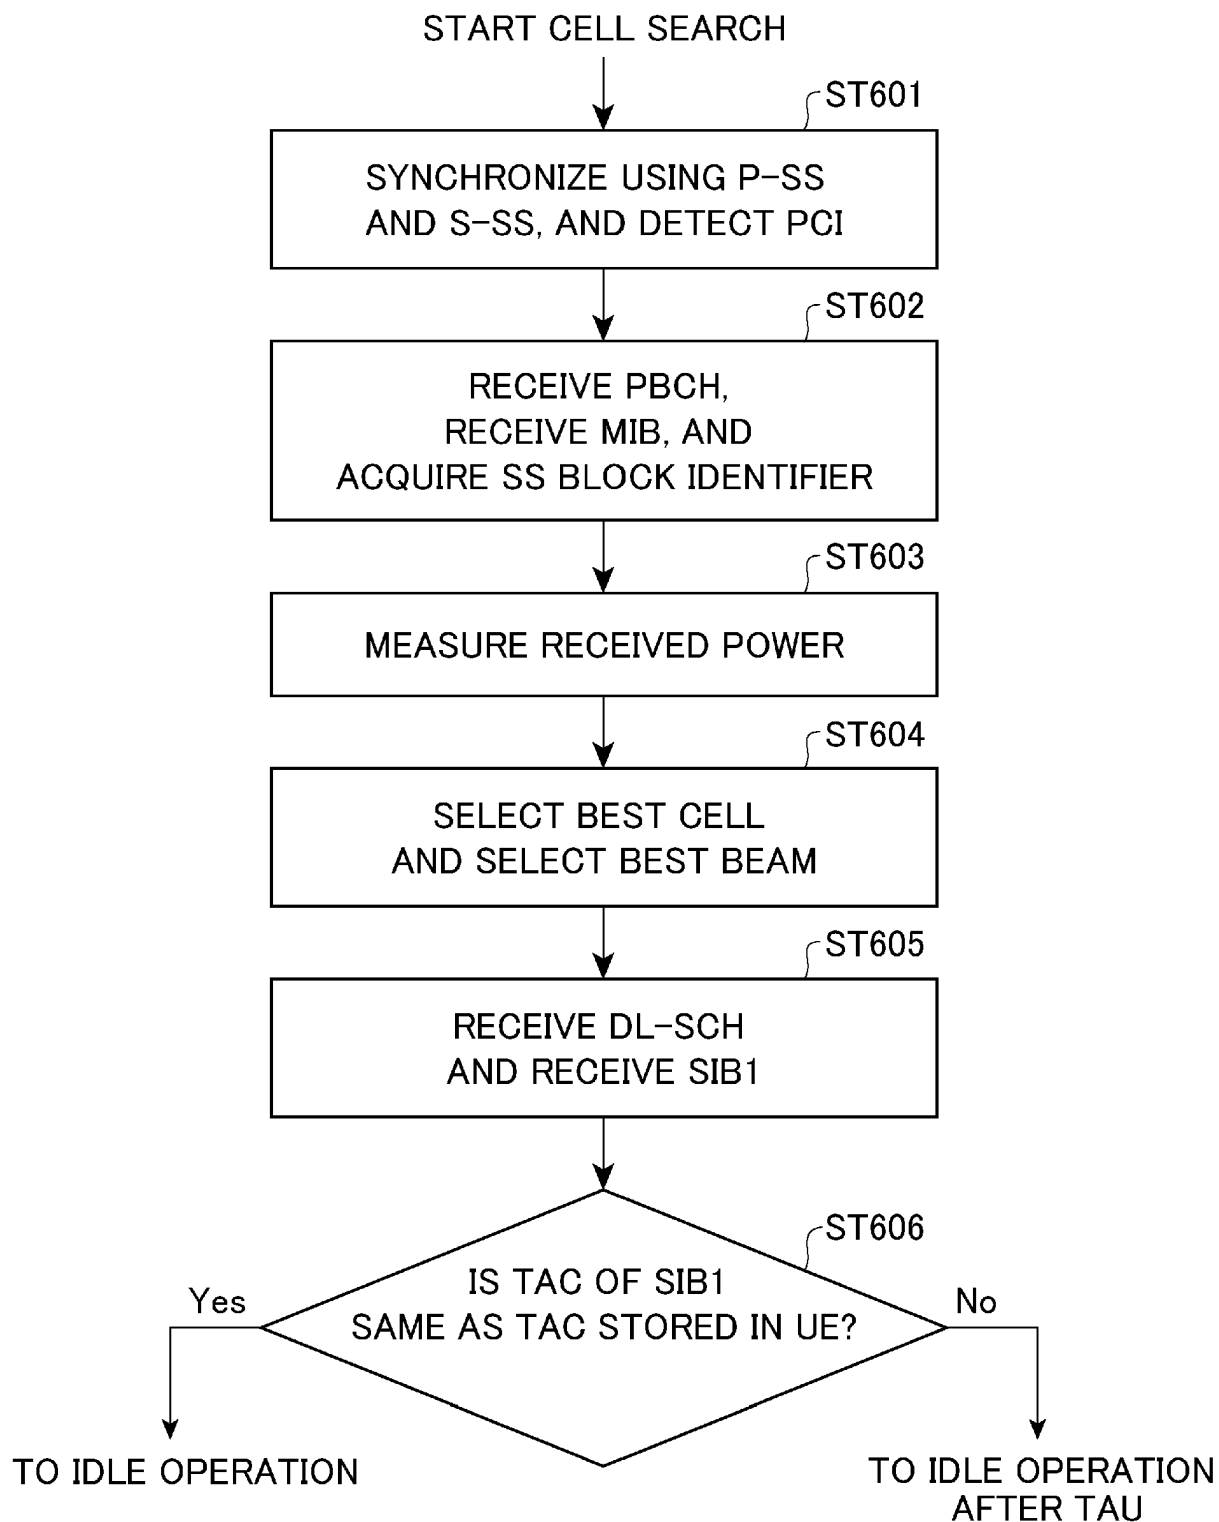 START CELL SEARCH
ST601
SYNCHRONIZE USING P-SS
AND S-SS, AND DETECT PCI
ST602
RECEIVE PBCH,
RECEIVE MIB, AND
ACQUIRE SS BLOCK IDENTIFIER
ST603
MEASURE RECEIVED POWER
ST604
SELECT BEST CELL
AND SELECT BEST BEAM
ST605
RECEIVE DL-SCH
AND RECEIVE SIB1
ST606
IS TAC OF SIB1
SAME AS TAC STORED IN UE?
Yes
No
TO IDLE OPERATION
TO IDLE OPERATION
AFTER TAU